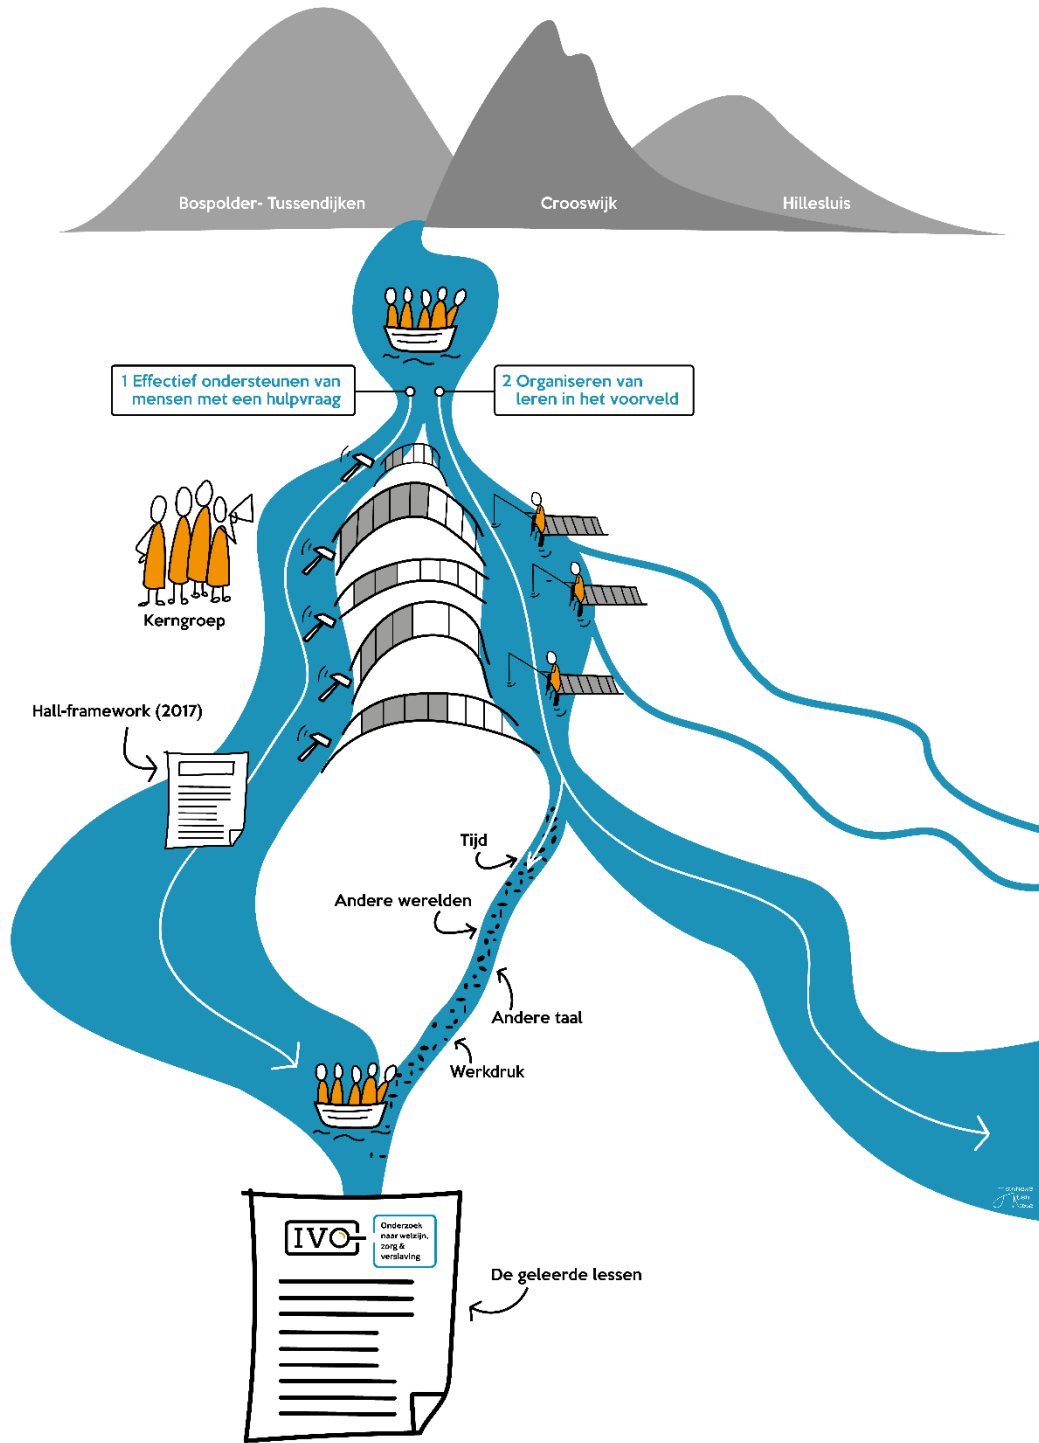 Bospolder- Tussendijken
Crooswijk
Hillesluis
1 Effectief ondersteunen van
mensen met een hulpvraag
2 Organiseren van
leren in het voorveld
Kerngroep
Hall-framework (2017)
Tijd
Andere werelden
Andere taal
Werkdruk
IVO
Onderzoek
naar welzijn,
zorg &
verslaving
De geleerde lessen